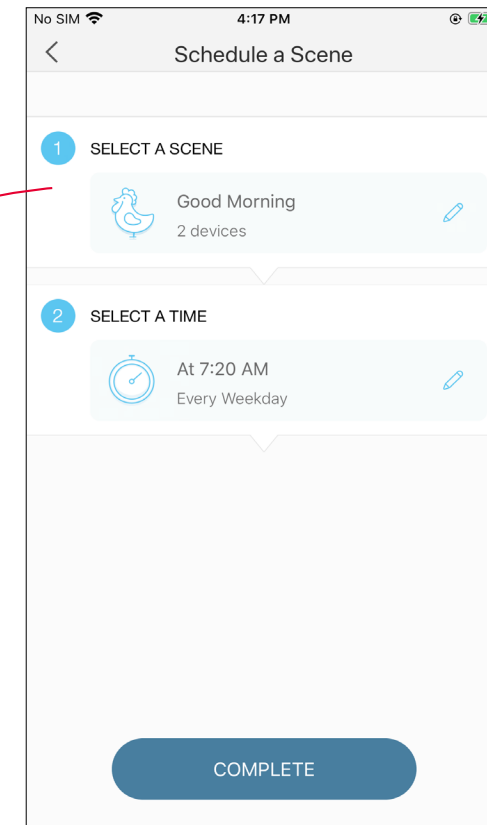 No SIM 4:17 PM
Schedule a Scene
1 SELECT A SCENE
Good Morning
2 devices
2 SELECT A TIME
At 7:20 AM
Every Weekday
COMPLETE